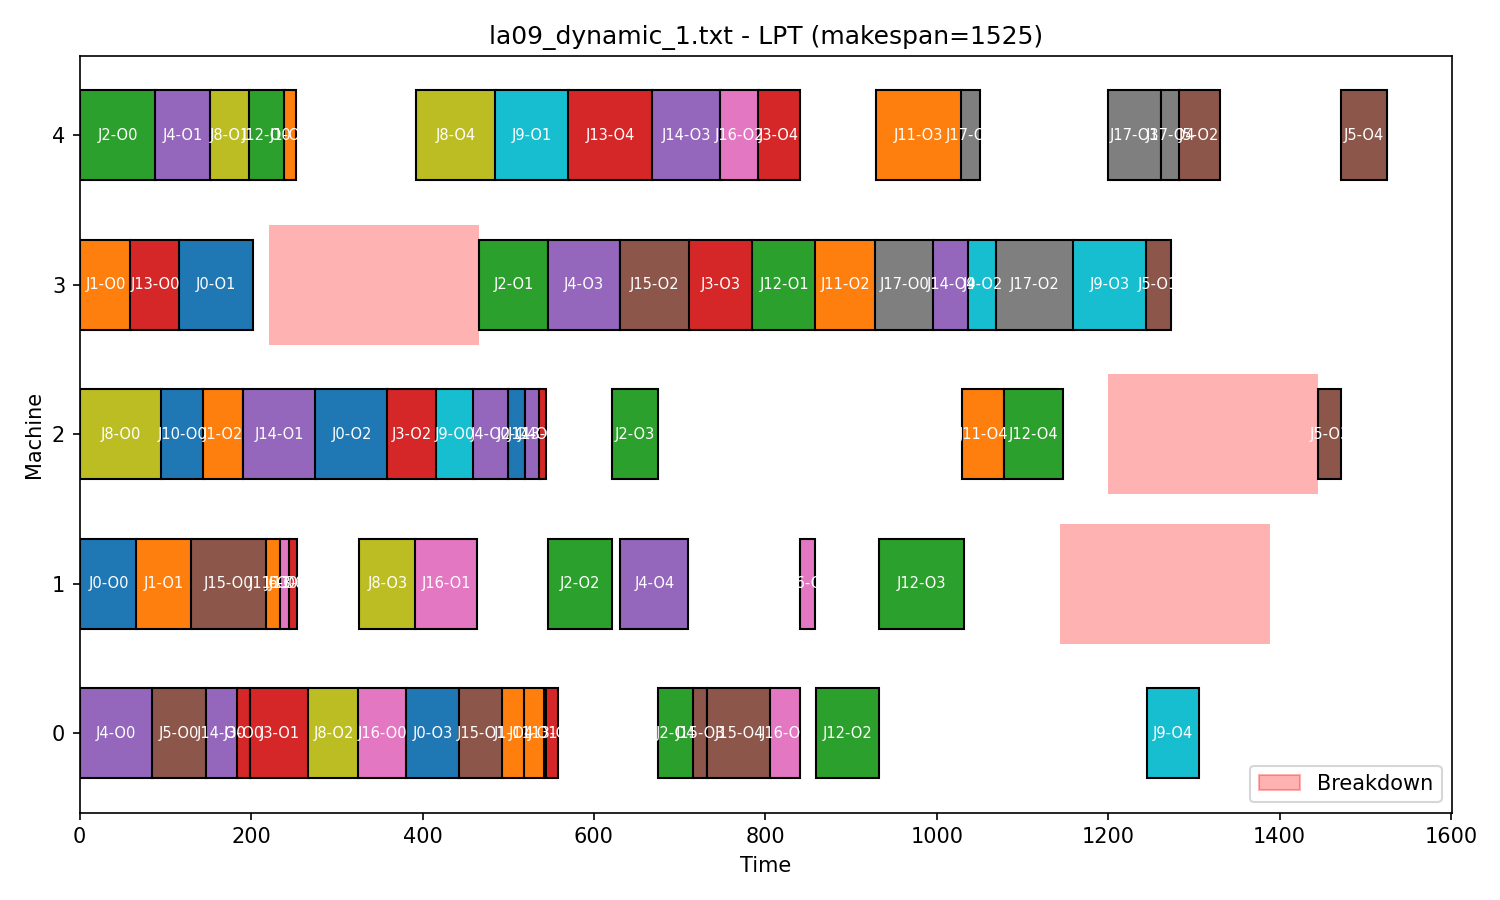 la09_dynamic_1.txt - LPT (makespan=1525)
Machine
4
J2-O0 J4-O1 J8-O1 J8-O4 J9-O1 J13-O4 J14-O3 J16-O2 J3-O4 J11-O3 J5-O4
3
J1-O0 J13-O0 J0-O1 J2-O1 J4-O3 J15-O2 J3-O3 J12-O1 J11-O2 J17-O0 J17-O2 J9-O3
2
J8-O0 J10-O0 J1-O2 J14-O1 J0-O2 J3-O2 J9-O0 J2-O3 J11-O4 J12-O4
1
J0-O0 J1-O1 J15-O0 J8-O3 J16-O1 J2-O2 J4-O4 J12-O3
0
J4-O0 J5-O0 J3-O1 J8-O2 J16-O0 J0-O3 J15-O4 J12-O2 J9-O4
Breakdown
0 200 400 600 800 1000 1200 1400 1600
Time